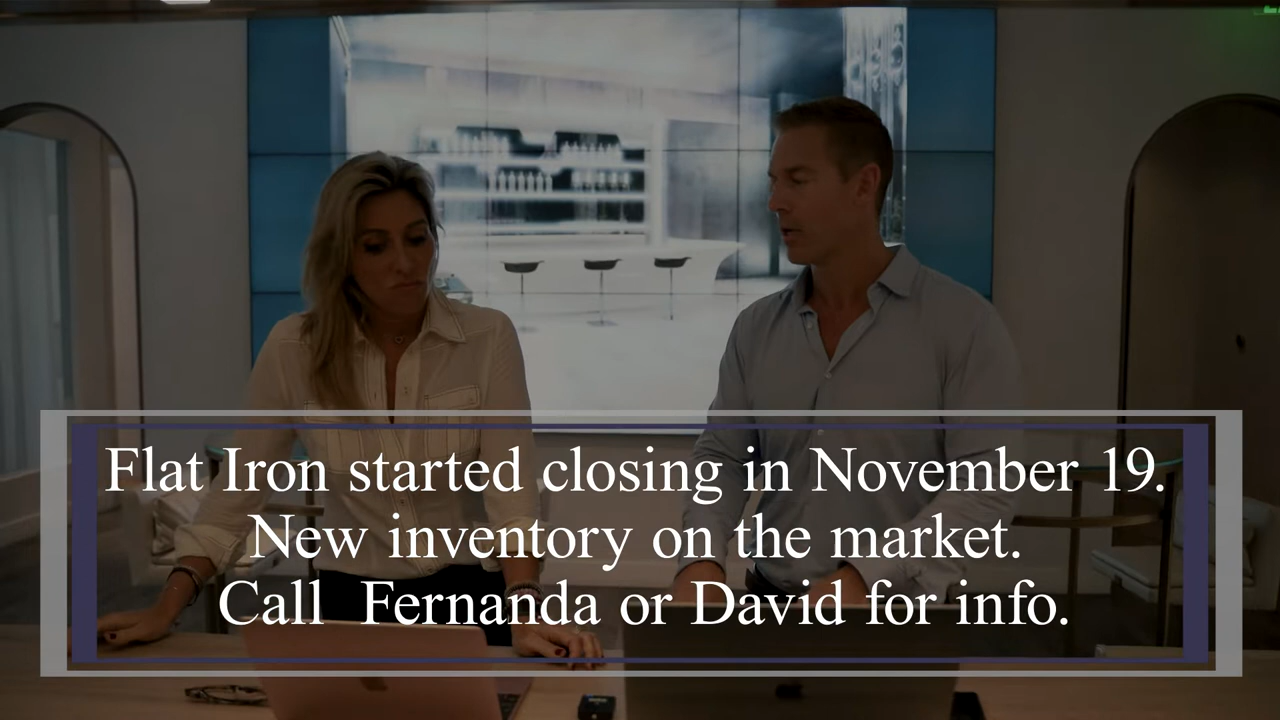 Flat Iron started closing in November 19.
New inventory on the market.
Call  Fernanda or David for info.